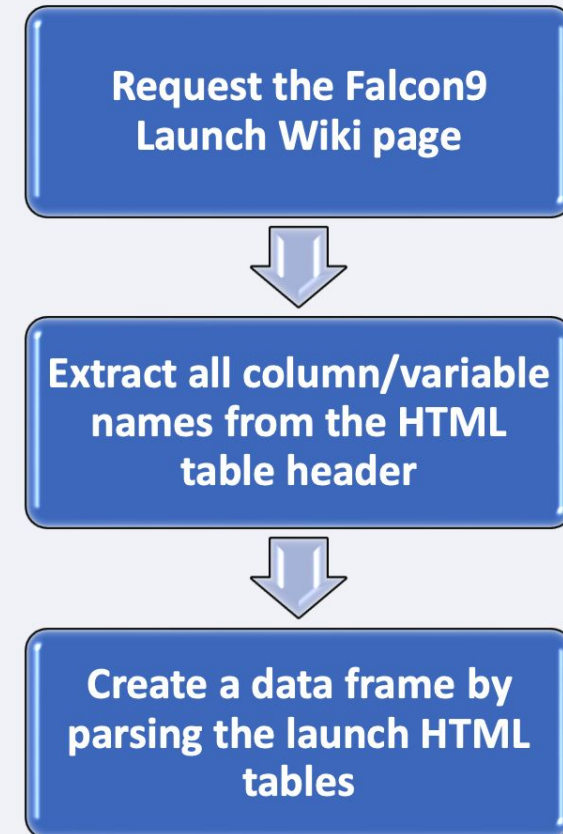 Request the Falcon9
Launch Wiki page
Extract all column/variable
names from the HTML
table header
Create a data frame by
parsing the launch HTML
tables